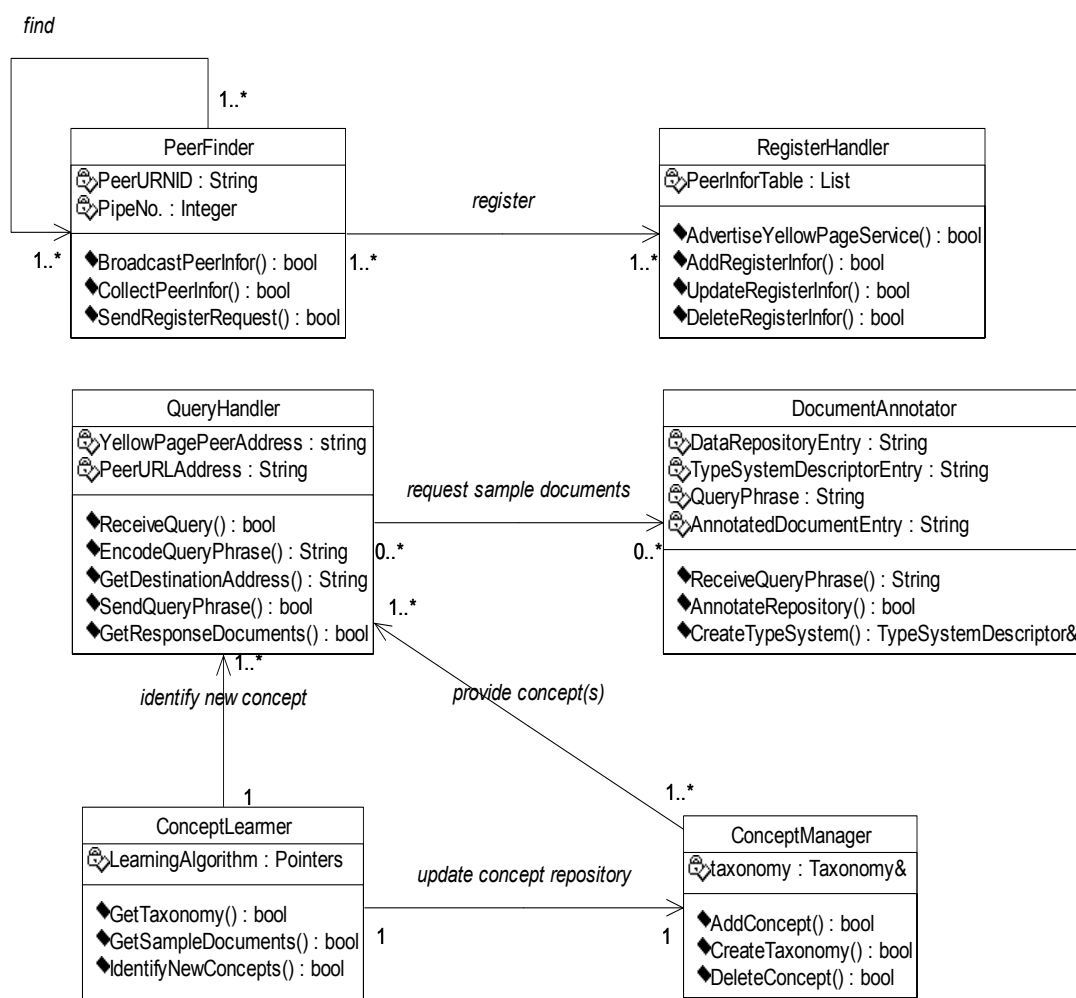 find
1..*
PeerFinder
PeerURNID : String
PipeNo. : Integer
BroadcastPeerInfor() : bool
CollectPeerInfor() : bool
SendRegisterRequest() : bool
1..*
1..*
register
1..*
RegisterHandler
PeerInforTable : List
AdvertiseYellowPageService() : bool
AddRegisterInfor() : bool
UpdateRegisterInfor() : bool
DeleteRegisterInfor() : bool
QueryHandler
YellowPagePeerAddress : string
PeerURLAddress : String
ReceiveQuery() : bool
EncodeQueryPhrase() : String
GetDestinationAddress() : String
SendQueryPhrase() : bool
GetResponseDocuments() : bool
request sample documents
0..*
0..*
DocumentAnnotator
DataRepositoryEntry : String
TypeSystemDescriptorEntry : String
QueryPhrase : String
AnnotatedDocumentEntry : String
ReceiveQueryPhrase() : String
AnnotateRepository() : bool
CreateTypeSystem() : TypeSystemDescriptor&
1..*
1..*
identify new concept
provide concept(s)
1
1..*
ConceptLearner
LearningAlgorithm : Pointers
GetTaxonomy() : bool
GetSampleDocuments() : bool
IdentifyNewConcepts() : bool
update concept repository
1
1
ConceptManager
taxonomy : Taxonomy&
AddConcept() : bool
CreateTaxonomy() : bool
DeleteConcept() : bool